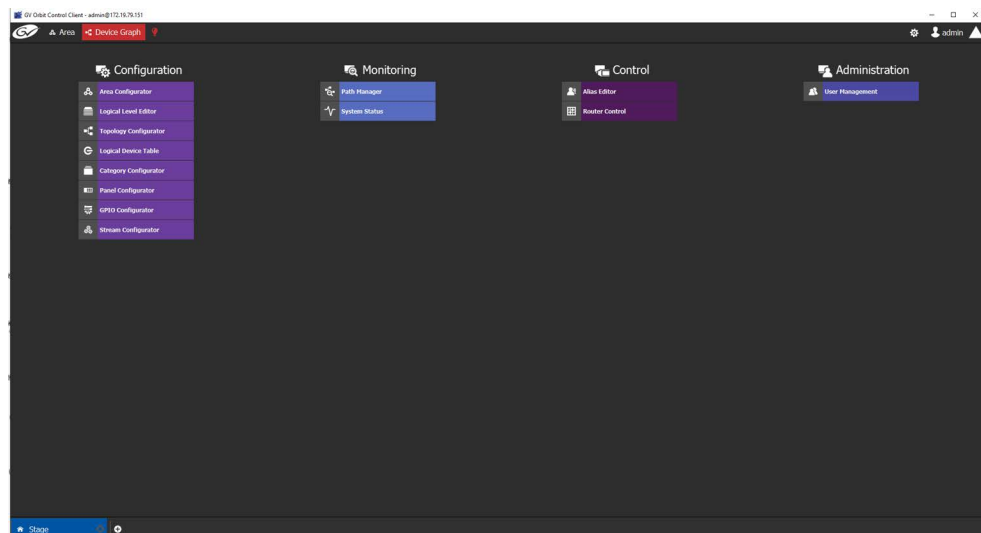 GV Orbit Control Client - admin@172.19.79.151
GV Area Device Graph admin
Configuration
Area Configurator
Logical Level Editor
Topology Configurator
Logical Device Table
Category Configurator
Panel Configurator
GPIO Configurator
Stream Configurator
Monitoring
Path Manager
System Status
Control
Alias Editor
Router Control
Administration
User Management
Stage